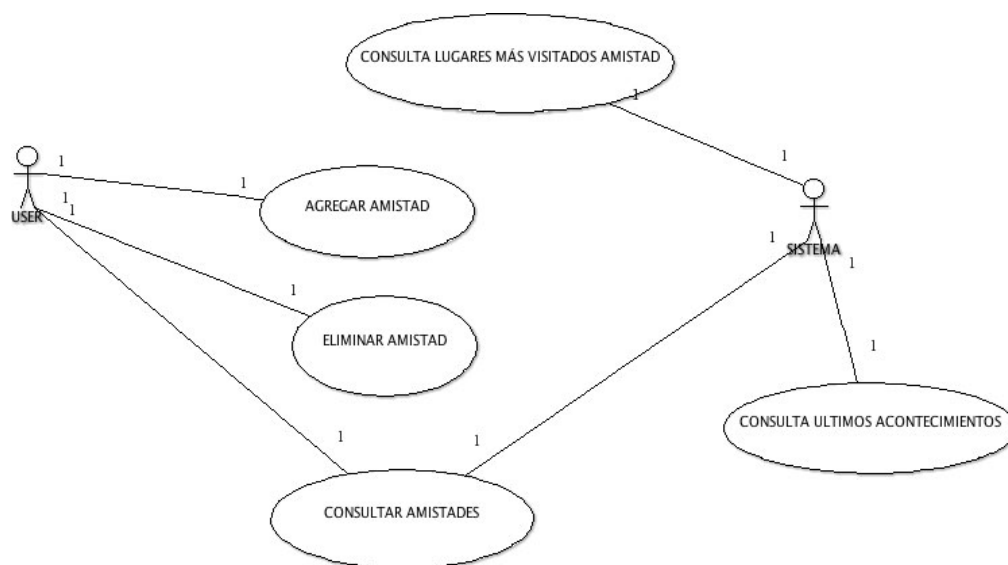 CONSULTA LUGARES MÁS VISITADOS AMISTAD
1
1
1
1
AGREGAR AMISTAD
USER
1
1
SISTEMA
1
1
1
ELIMINAR AMISTAD
1
CONSULTA ULTIMOS ACONTECIMIENTOS
1
1
CONSULTAR AMISTADES